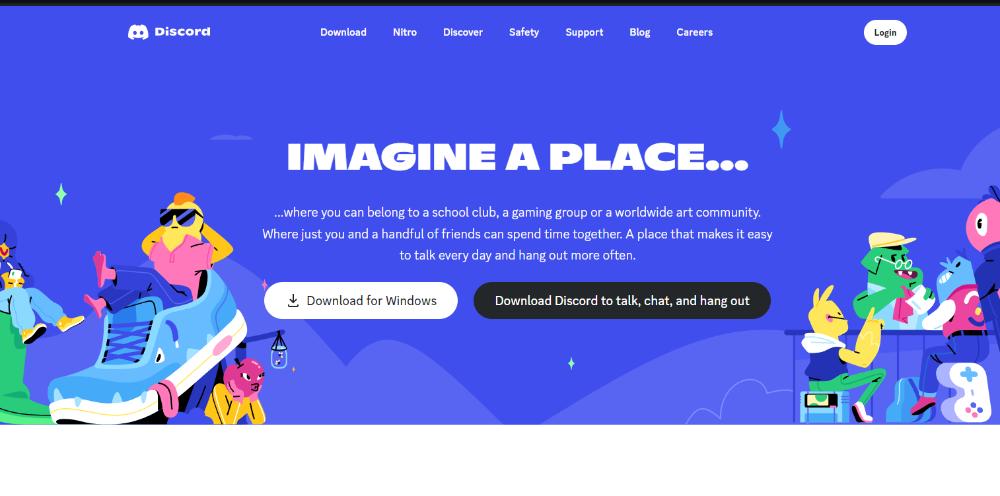 Discord
Download
Nitro
Discover
Safety
Support
Blog
Careers
Login
IMAGINE A PLACE...
...where you can belong to a school club, a gaming group or a worldwide art community.
Where just you and a handful of friends can spend time together. A place that makes it easy
to talk every day and hang out more often.
Download for Windows
Download Discord to talk, chat, and hang out